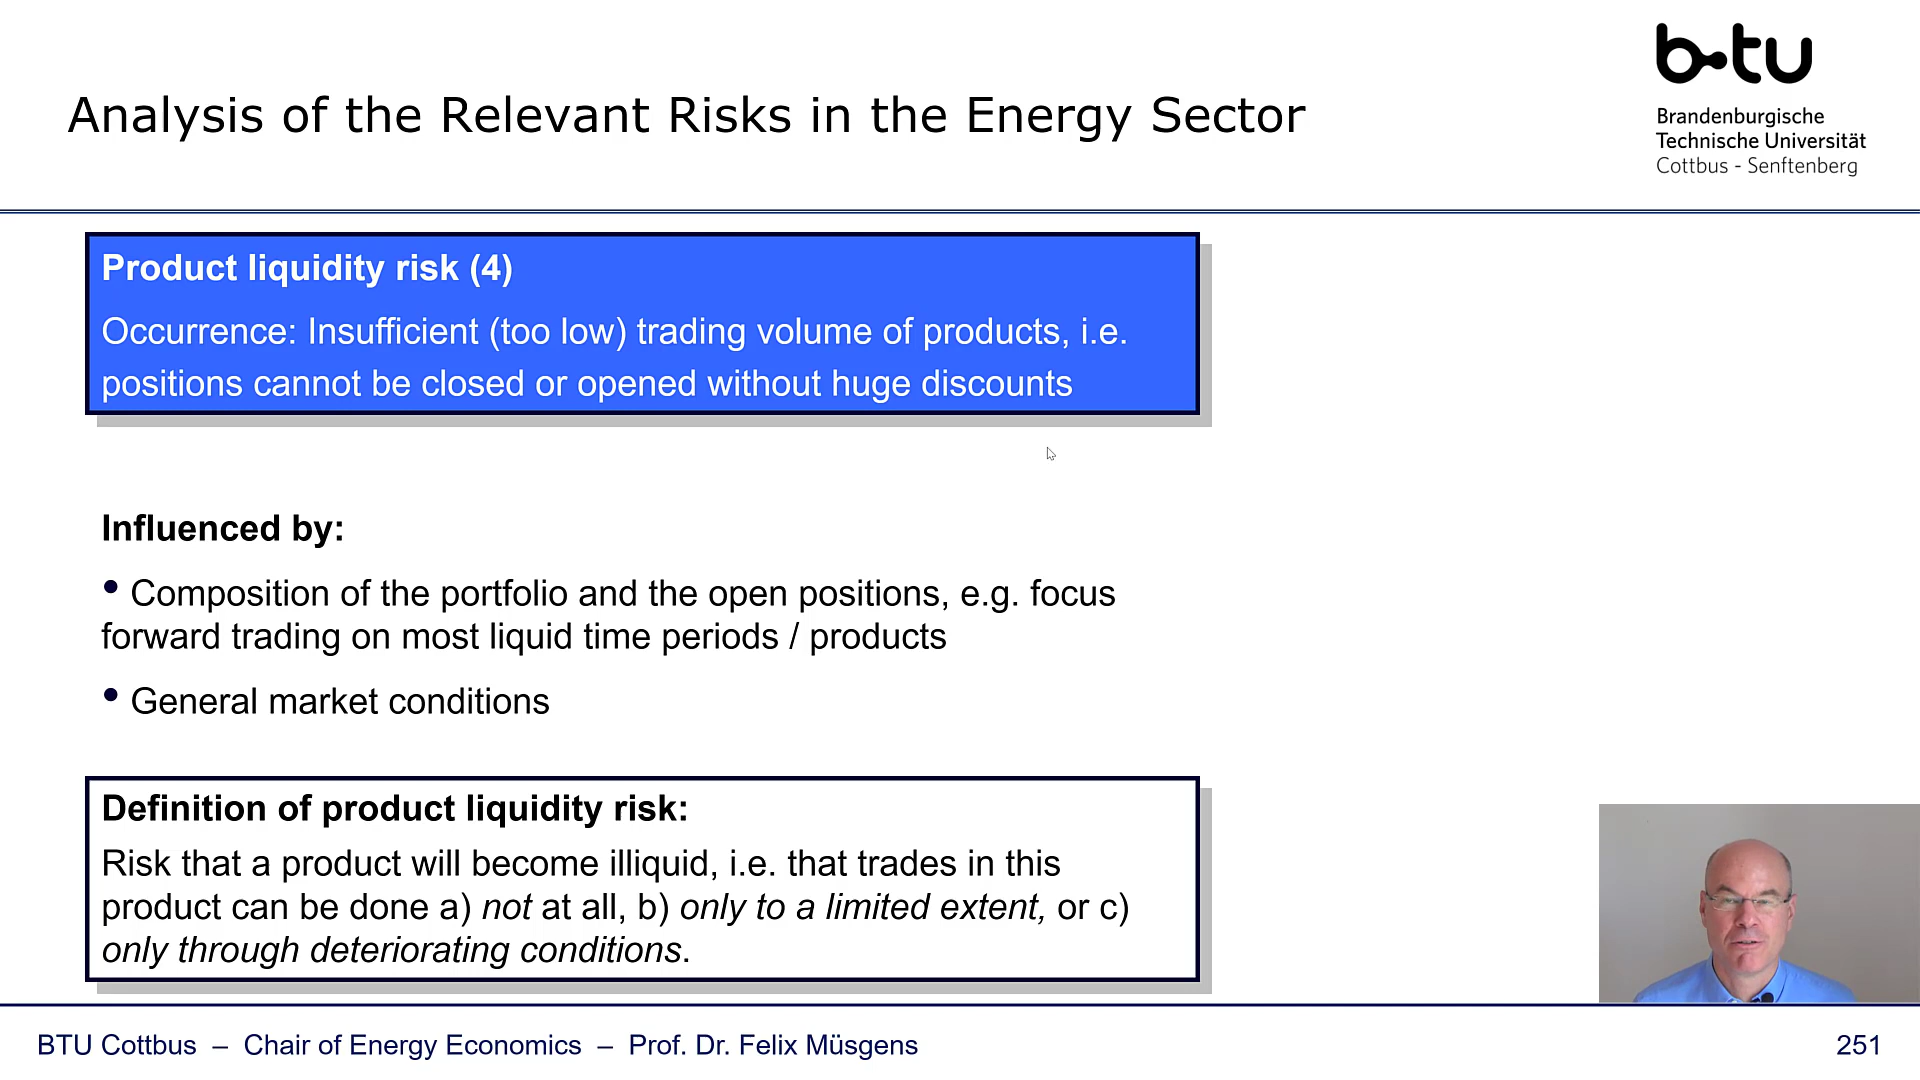 b-tu
Brandenburgische
Technische Universität
Cottbus - Senftenberg
Analysis of the Relevant Risks in the Energy Sector
Product liquidity risk (4)
Occurrence: Insufficient (too low) trading volume of products, i.e.
positions cannot be closed or opened without huge discounts
Influenced by:
• Composition of the portfolio and the open positions, e.g. focus
forward trading on most liquid time periods / products
• General market conditions
Definition of product liquidity risk:
Risk that a product will become illiquid, i.e. that trades in this
product can be done a) not at all, b) only to a limited extent, or c)
only through deteriorating conditions.
BTU Cottbus – Chair of Energy Economics – Prof. Dr. Felix Müsgens
251